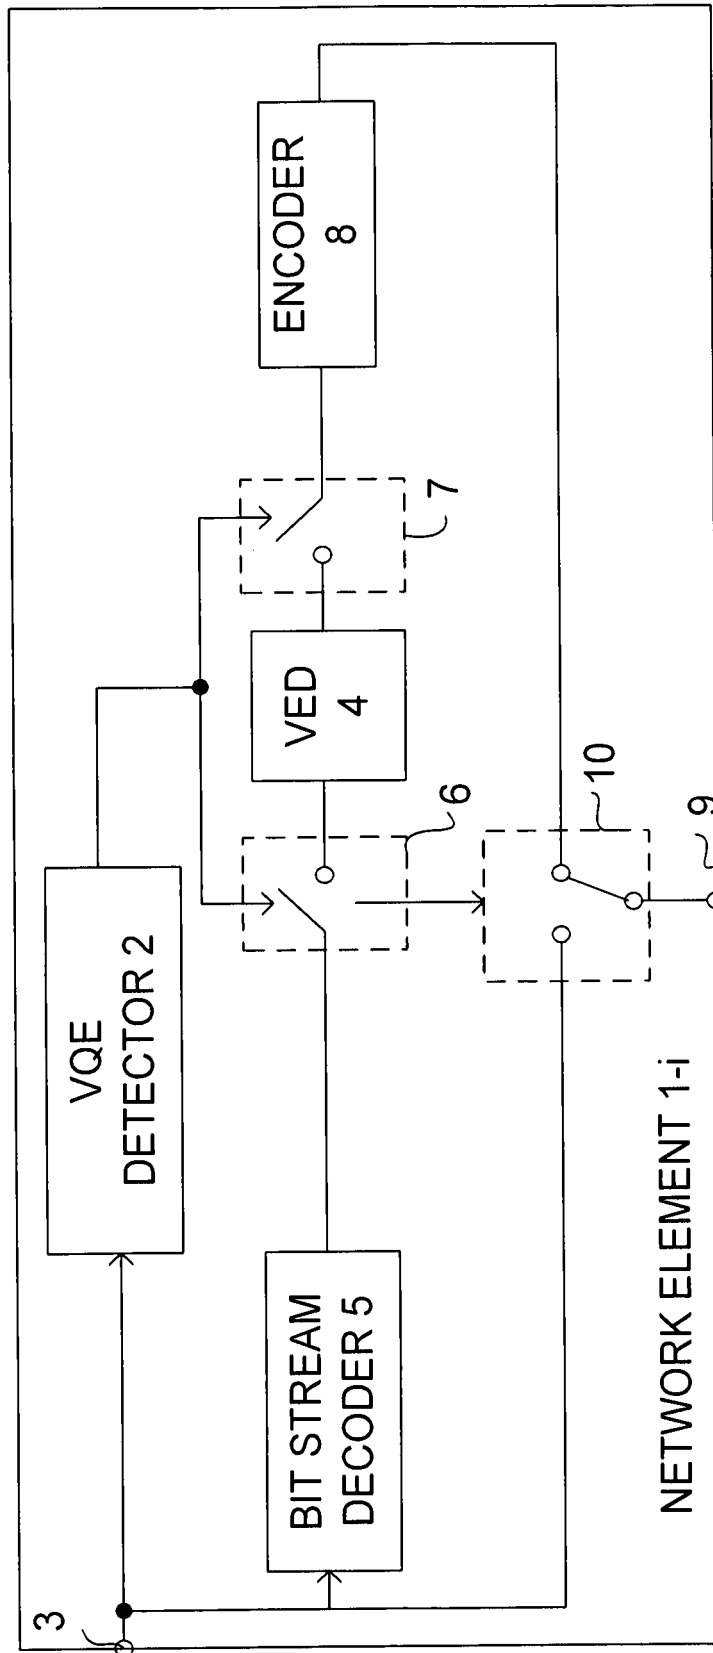 3
VQE
DETECTOR 2
BIT STREAM
DECODER 5
6
VED
4
7
ENCODER
8
10
9
NETWORK ELEMENT 1-i